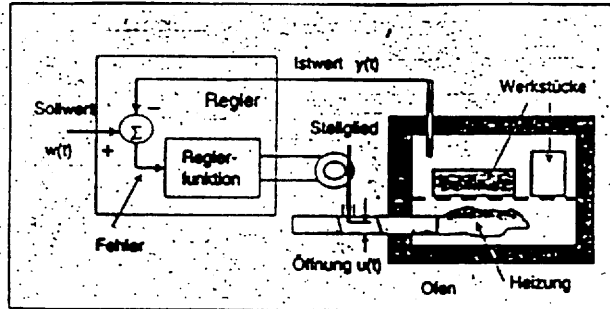 Istwert y(t)
Werkstücke
Sollwert
−
Regler
Stellglied
Σ
w(t)
+
Regler-
funktion
Fehler
Öffnung u(t)
Heizung
Ofen